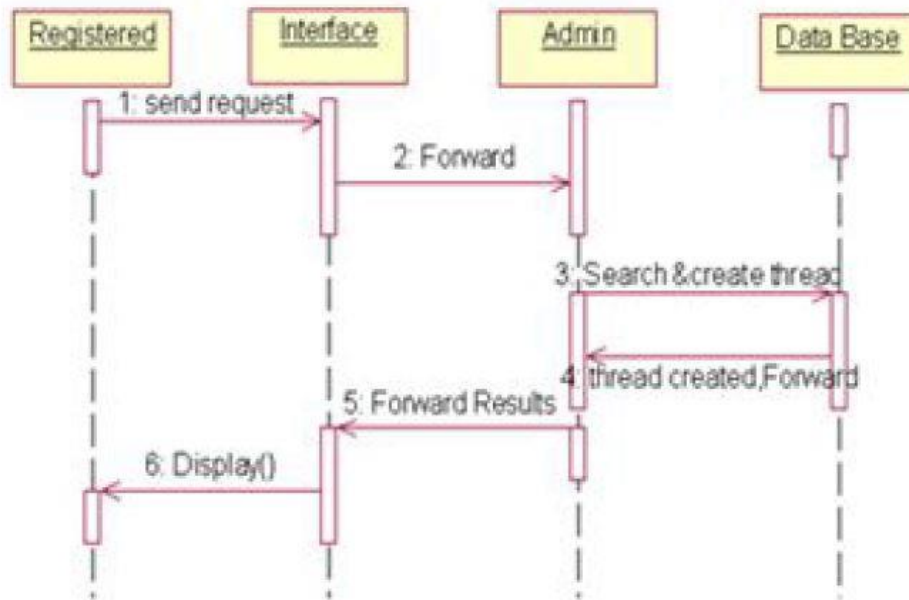 Registered
Interface
Admin
Data Base
1: send request
2: Forward
3: Search &create thread
4: thread created,Forward
5: Forward Results
6: Display()